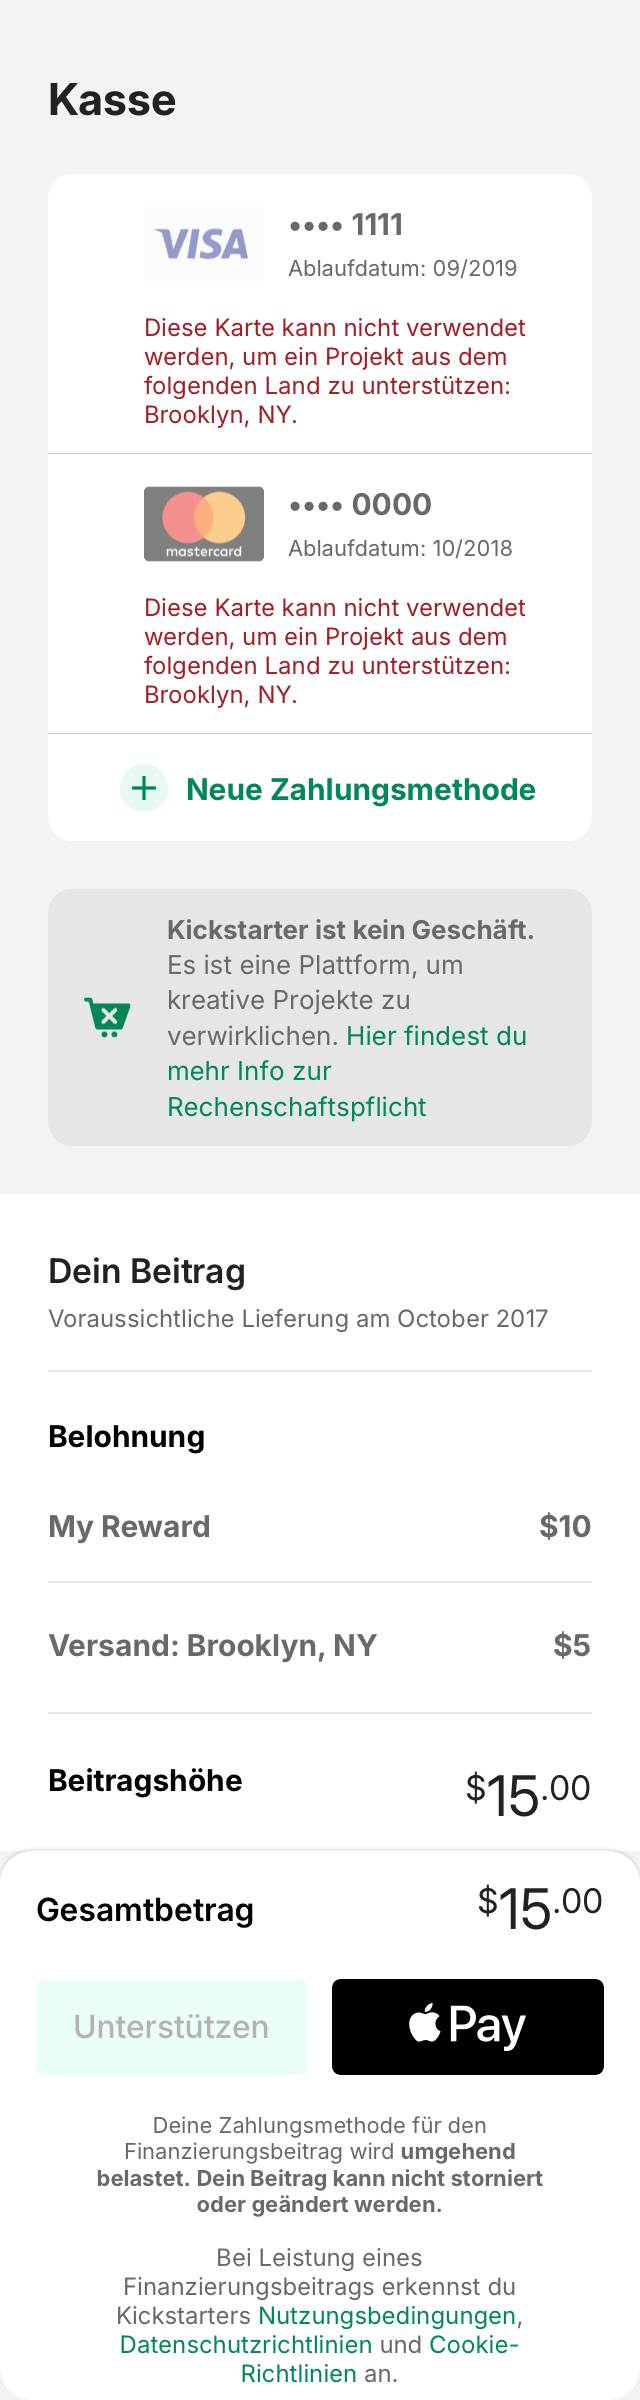 Kasse
VISA
•••• 1111
Ablaufdatum: 09/2019
Diese Karte kann nicht verwendet
werden, um ein Projekt aus dem
folgenden Land zu unterstützen:
Brooklyn, NY.
mastercard
•••• 0000
Ablaufdatum: 10/2018
Diese Karte kann nicht verwendet
werden, um ein Projekt aus dem
folgenden Land zu unterstützen:
Brooklyn, NY.
Neue Zahlungsmethode
Kickstarter ist kein Geschäft.
Es ist eine Plattform, um
kreative Projekte zu
verwirklichen. Hier findest du
mehr Info zur
Rechenschaftspflicht
Dein Beitrag
Voraussichtliche Lieferung am October 2017
Belohnung
My Reward $10
Versand: Brooklyn, NY $5
Beitragshöhe $15.00
Gesamtbetrag $15.00
Unterstützen Pay
Deine Zahlungsmethode für den
Finanzierungsbeitrag wird umgehend
belastet. Dein Beitrag kann nicht storniert
oder geändert werden.
Bei Leistung eines
Finanzierungsbeitrags erkennst du
Kickstarters Nutzungsbedingungen,
Datenschutzrichtlinien und Cookie-
Richtlinien an.